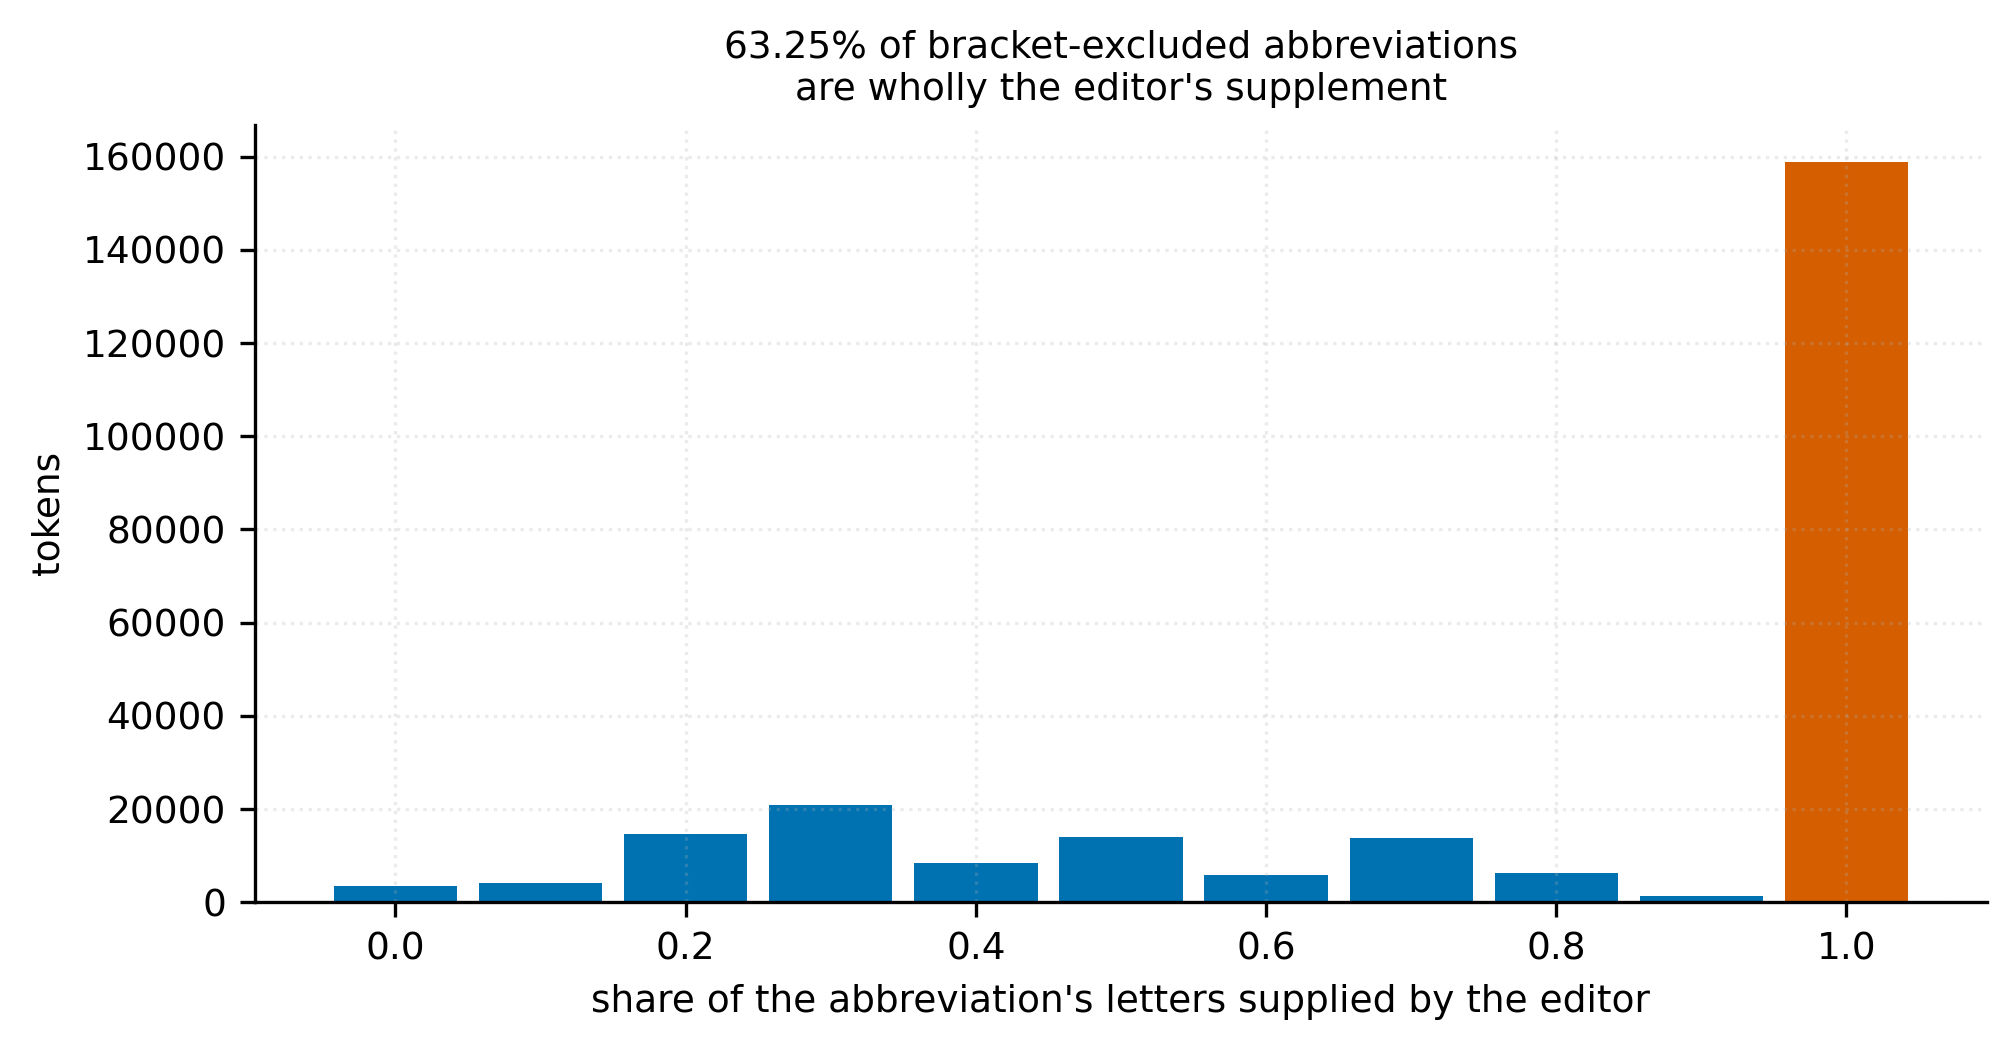 63.25% of bracket-excluded abbreviations
are wholly the editor's supplement
160000
140000
120000
100000
80000
60000
40000
20000
0
tokens
0.0 0.2 0.4 0.6 0.8 1.0
share of the abbreviation's letters supplied by the editor